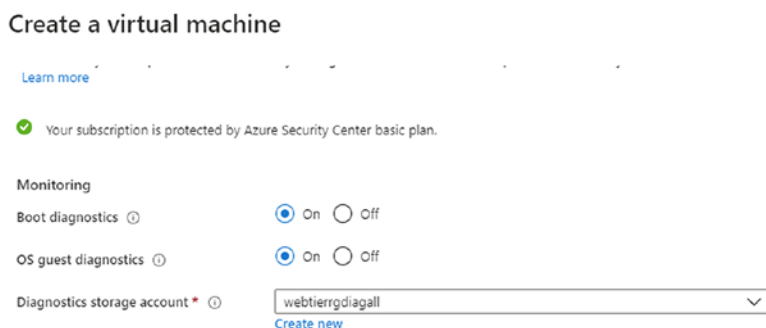 Create a virtual machine
Learn more
Your subscription is protected by Azure Security Center basic plan.
Monitoring
Boot diagnostics
On Off
OS guest diagnostics
On Off
Diagnostics storage account *
webtierrgdiagall
Create new